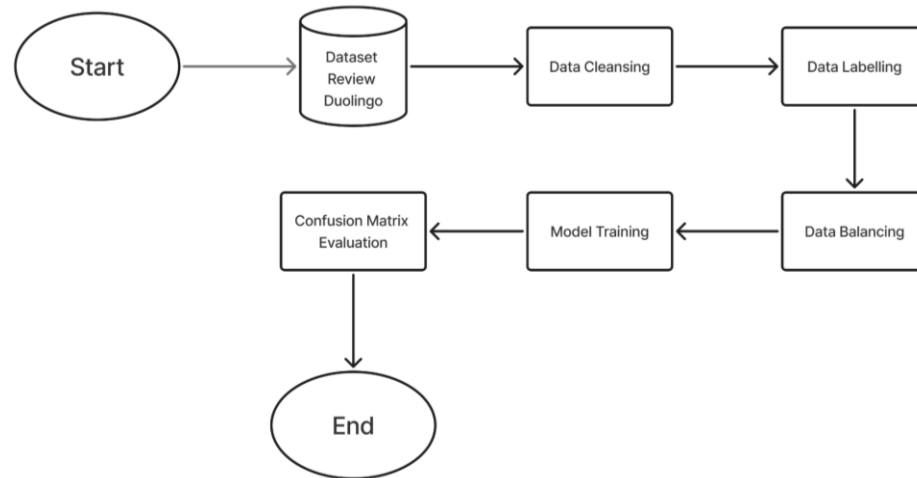 Start
Dataset
Review
Duolingo
Data Cleansing
Data Labelling
Data Balancing
Model Training
Confusion Matrix
Evaluation
End